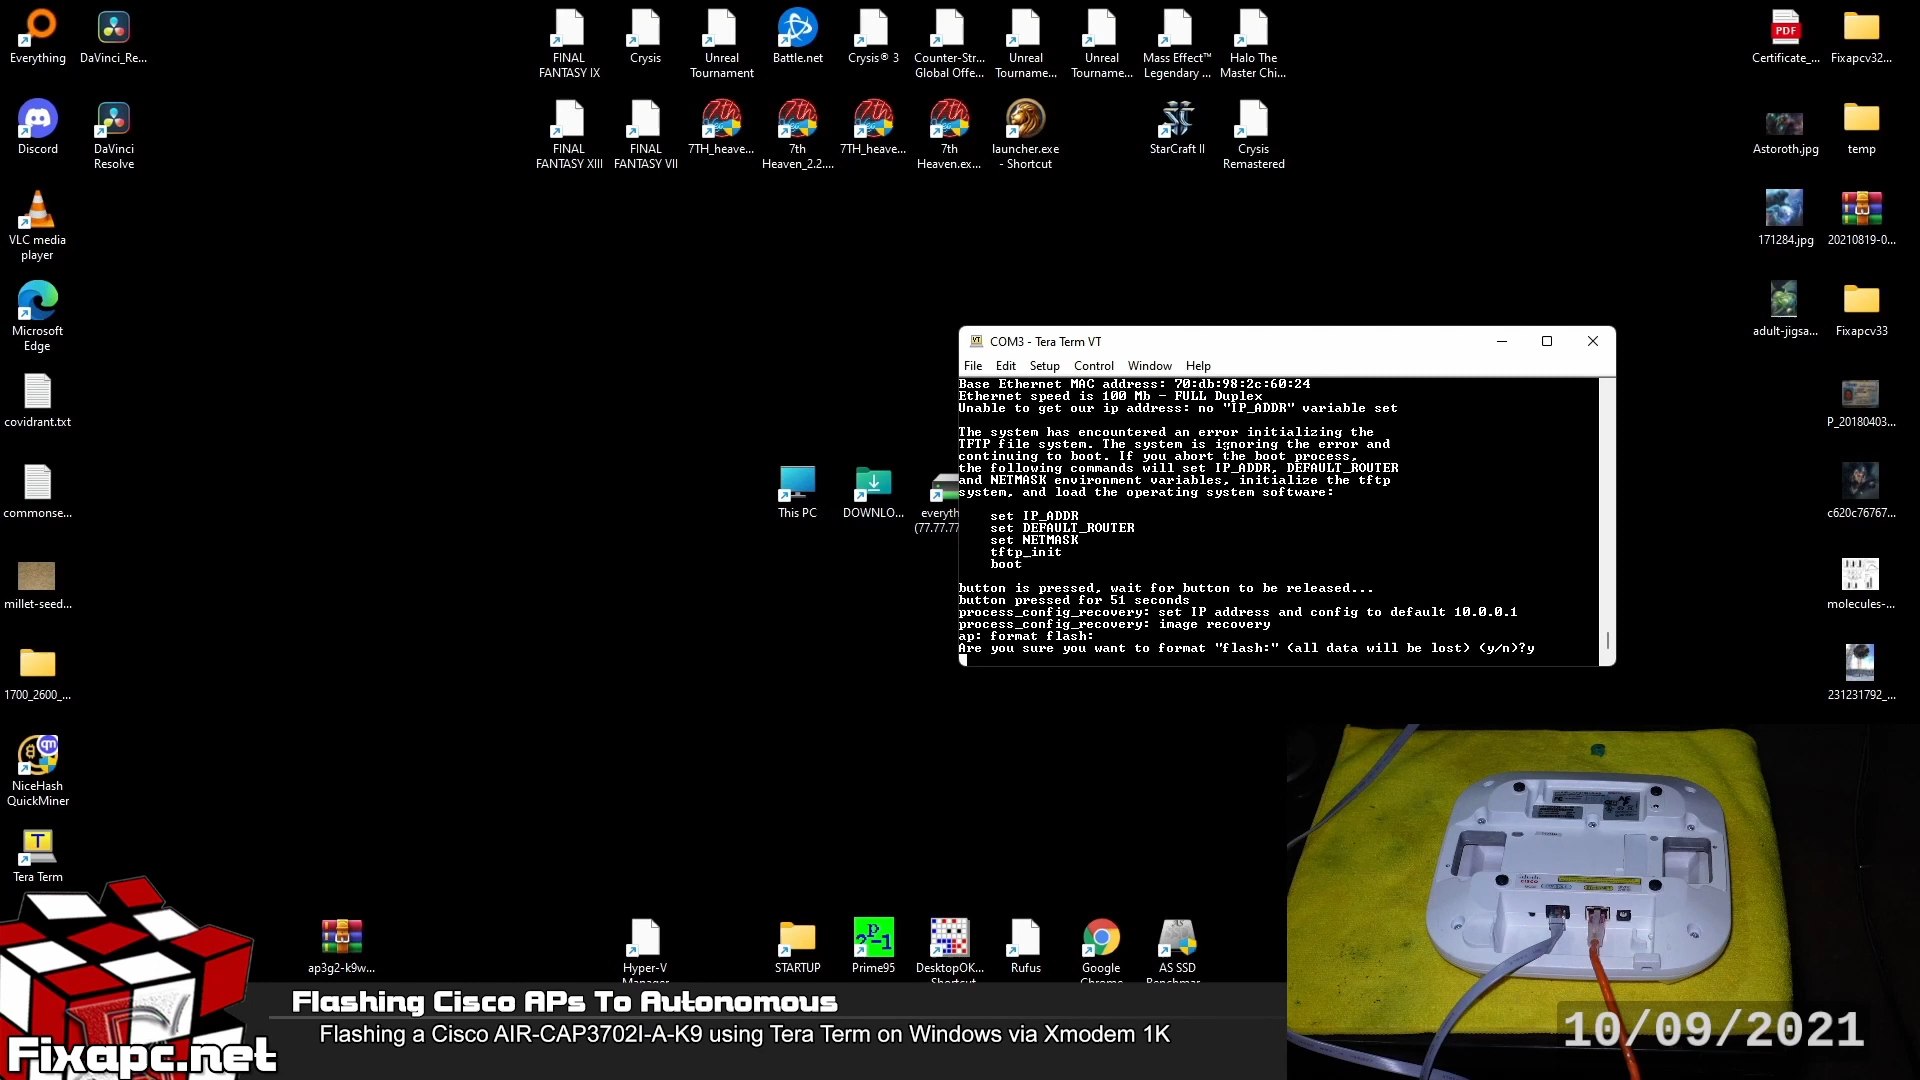 Everything
DaVinci_Re...
FINAL
FANTASY IX
Crysis
Unreal
Tournament
Battle.net
Crysis® 3
Counter-Str...
Global Offe...
Unreal
Tourname...
Unreal
Tourname...
Mass Effect™
Legendary ...
Halo The
Master Chi...
Certificate_...
Fixapcv32...
Discord
DaVinci
Resolve
FINAL
FANTASY XIII
FINAL
FANTASY VII
7TH_heave...
7th
Heaven_2.2....
7TH_heave...
7th
Heaven.ex...
launcher.exe
- Shortcut
StarCraft II
Crysis
Remastered
Astoroth.jpg
temp
VLC media
player
171284.jpg
20210819-0...
Microsoft
Edge
adult-jigsa...
Fixapcv33
covidrant.txt
P_20180403...
commonse...
This PC
DOWNLO...
everyth
(77.77.77
c620c76767...
millet-seed...
molecules-...
1700_2600_...
231231792_...
NiceHash
QuickMiner
Tera Term
COM3 - Tera Term VT
File Edit Setup Control Window Help
Base Ethernet MAC address: 70:db:98:2c:60:24
Ethernet speed is 100 Mb - FULL Duplex
Unable to get our ip address: no "IP_ADDR" variable set
The system has encountered an error initializing the
TFTP file system. The system is ignoring the error and
continuing to boot. If you abort the boot process,
the following commands will set IP_ADDR, DEFAULT_ROUTER
and NETMASK environment variables, initialize the tftp
system, and load the operating system software:
set IP_ADDR
set DEFAULT_ROUTER
set NETMASK
tftp_init
boot
button is pressed, wait for button to be released...
button pressed for 51 seconds
process_config_recovery: set IP address and config to default 10.0.0.1
process_config_recovery: image recovery
ap: format flash:
Are you sure you want to format "flash:" (all data will be lost) (y/n)?y
ap3g2-k9w...
Hyper-V
Manager
STARTUP
Prime95
DesktopOK...
Shortcut
Rufus
Google
Chrome
AS SSD
Benchmar...
Flashing Cisco APs To Autonomous
Flashing a Cisco AIR-CAP3702I-A-K9 using Tera Term on Windows via Xmodem 1K
Fixapc.net
10/09/2021